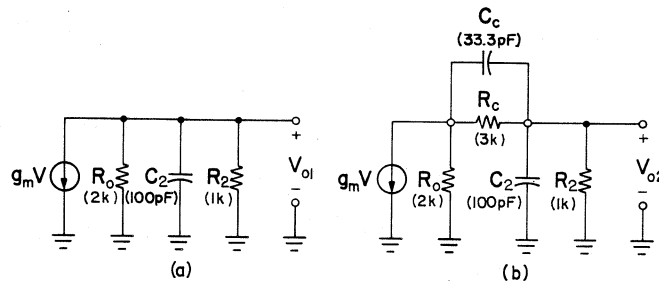 C_c
(33.3pF)
R_c
(3k)
+
V_o1
-
g_mV
R_o
(2k)
C_2
(100pF)
R_2
(1k)
(a)
+
V_o2
-
g_mV
R_o
(2k)
C_2
(100pF)
R_2
(1k)
(b)